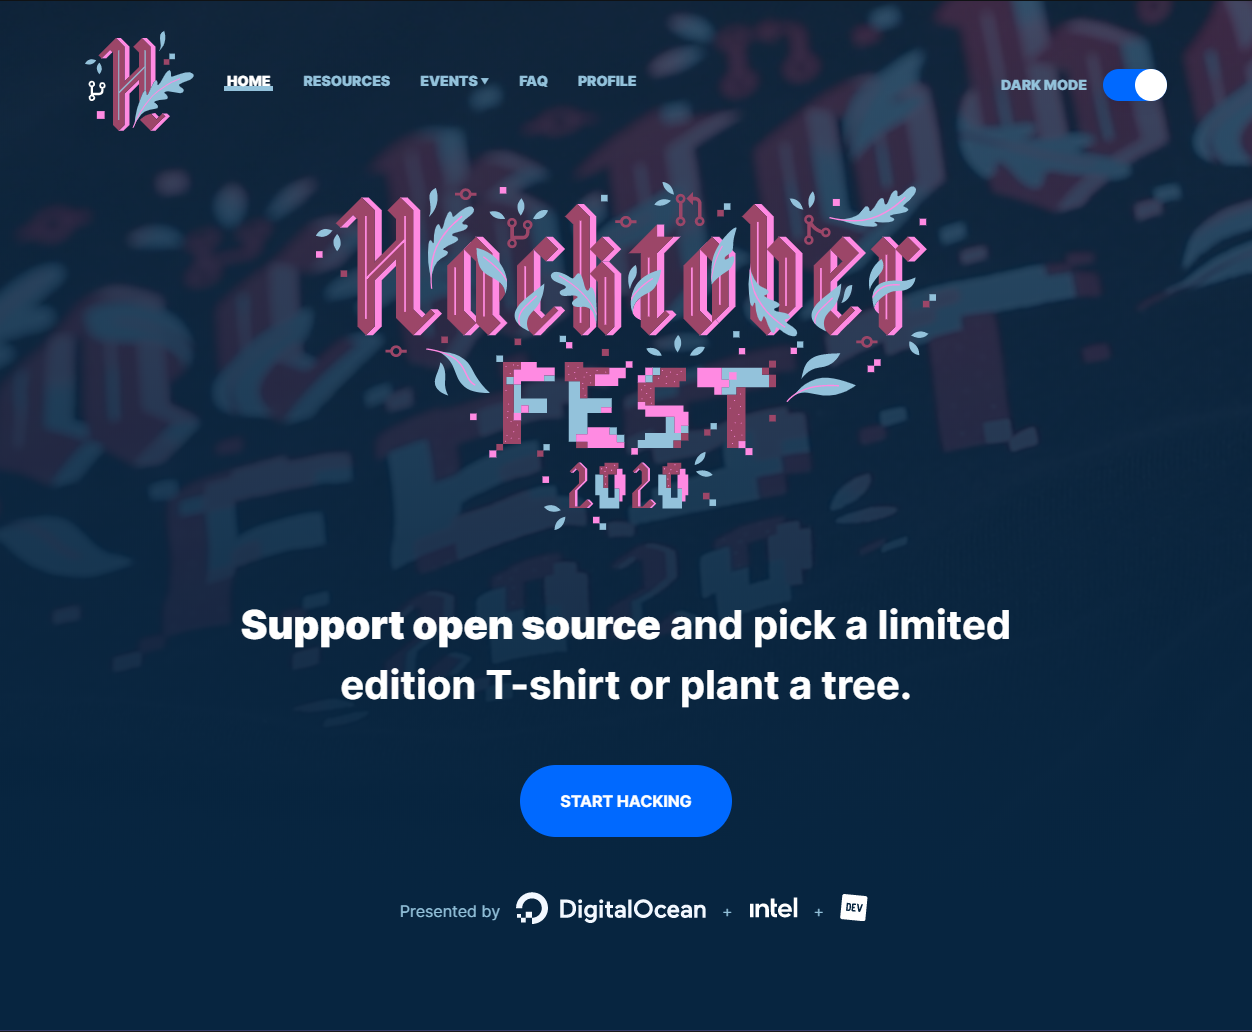 H
HOME RESOURCES EVENTS FAQ PROFILE DARK MODE
Hacktober
FEST
2020
Support open source and pick a limited
edition T-shirt or plant a tree.
START HACKING
Presented by DigitalOcean + intel + DEV